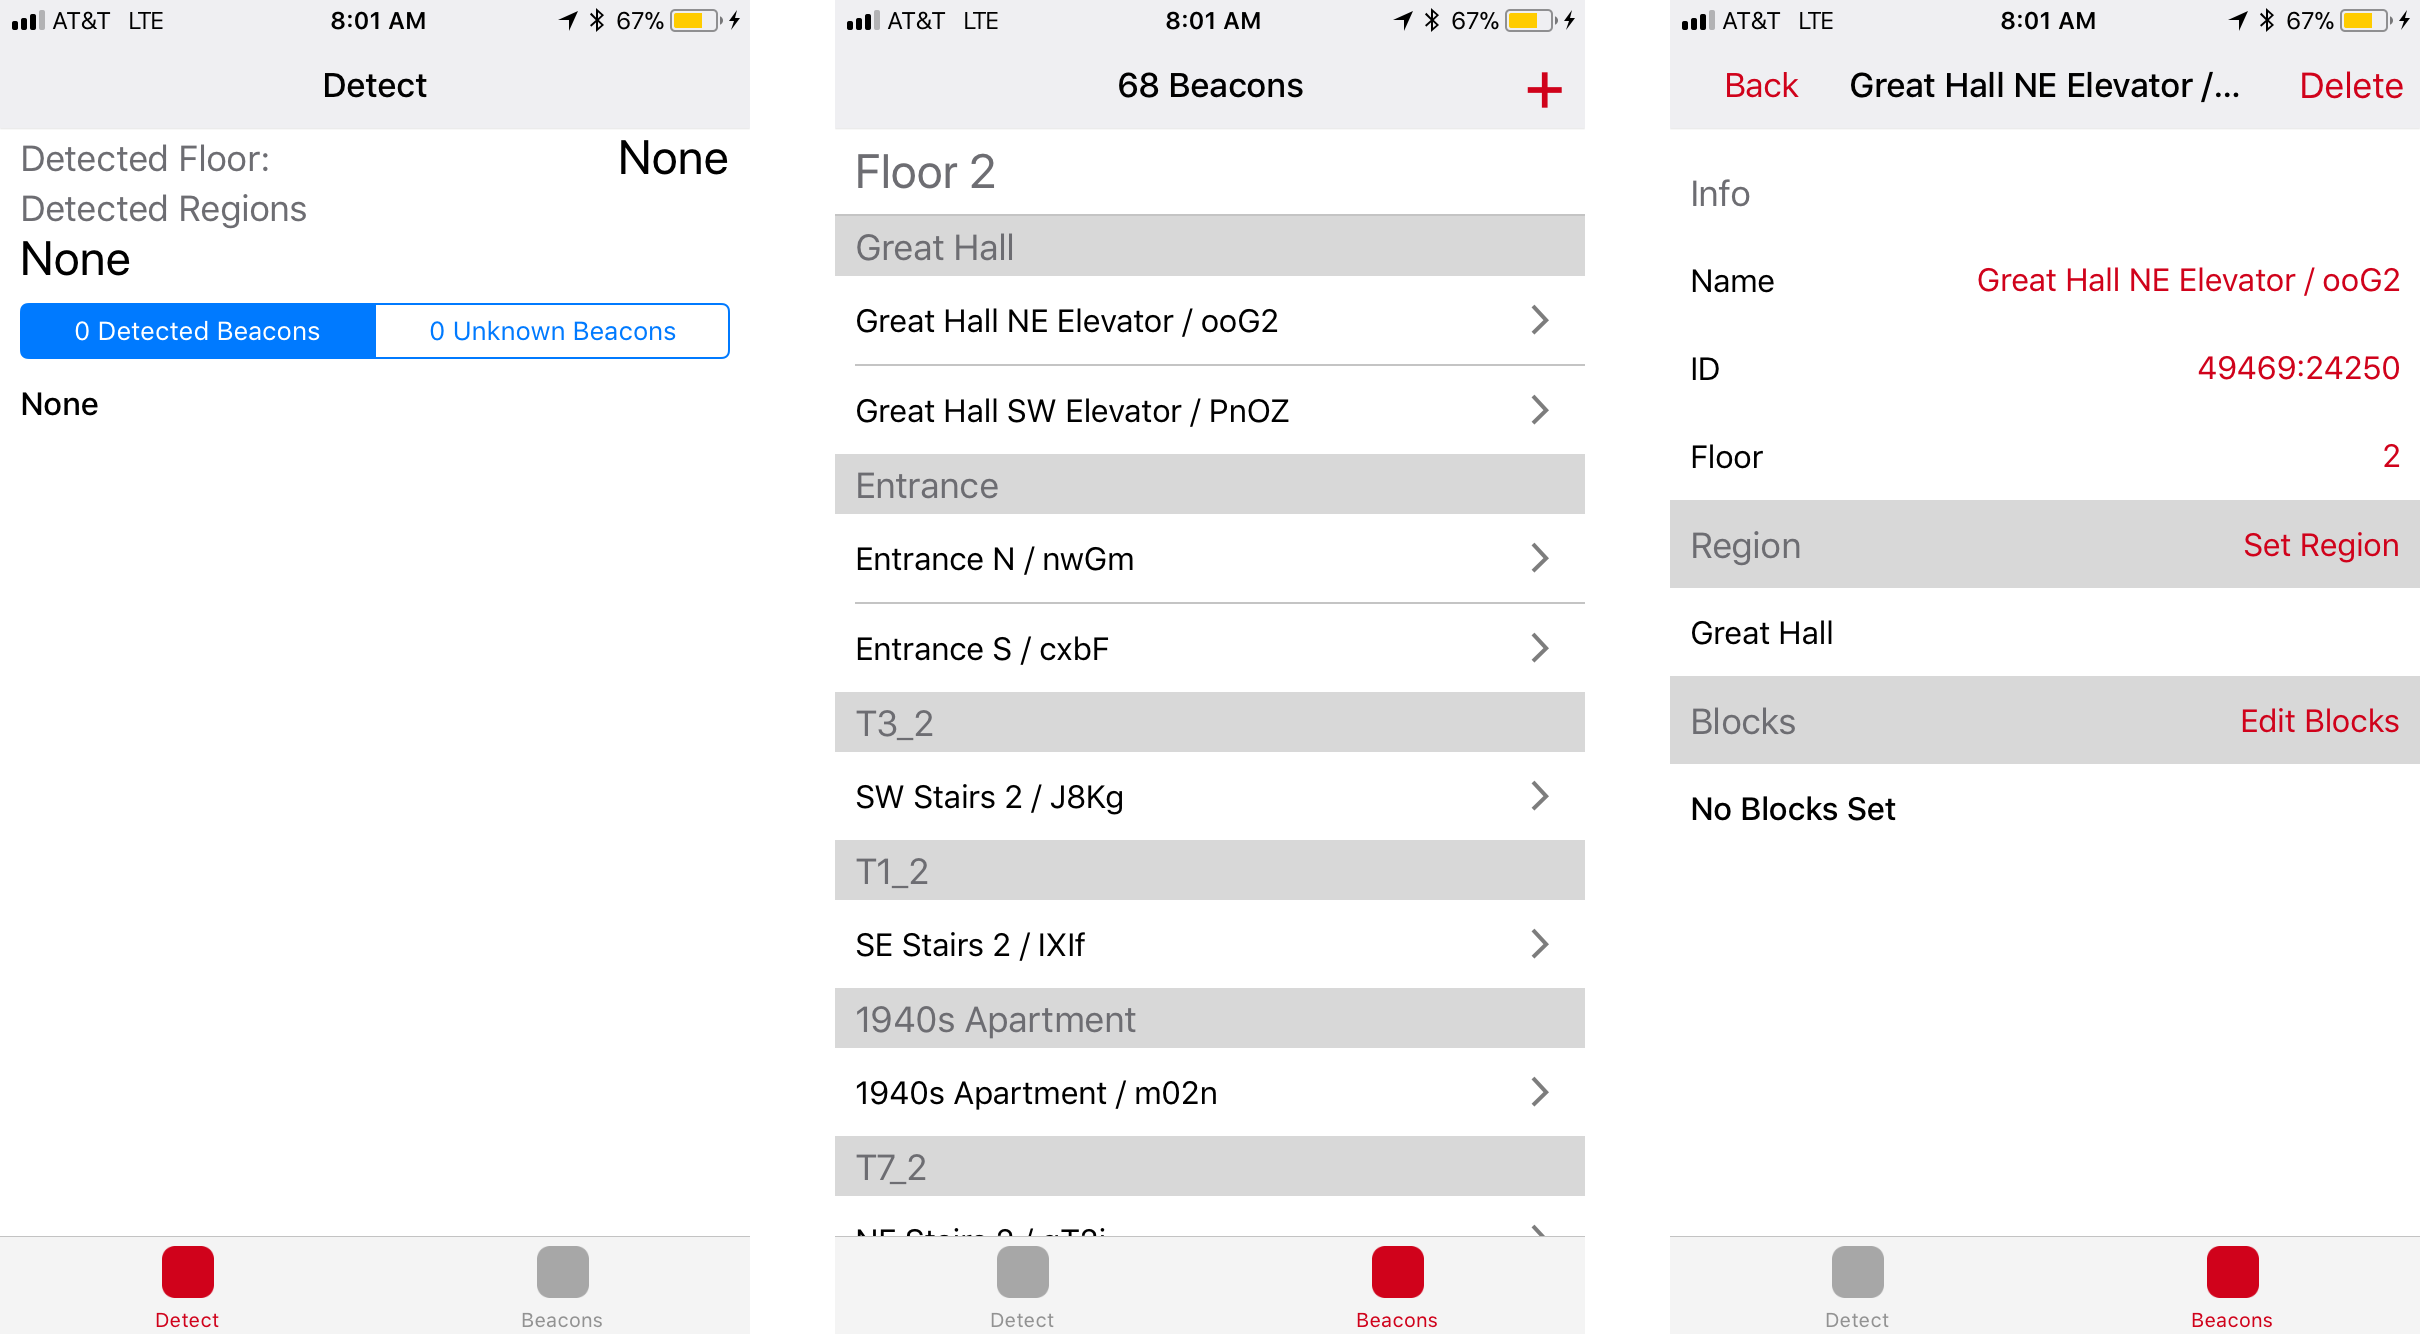 AT&T LTE 8:01 AM 67%
Detect
Detected Floor: None
Detected Regions
None
0 Detected Beacons 0 Unknown Beacons
None
Detect Beacons
AT&T LTE 8:01 AM 67%
68 Beacons +
Floor 2
Great Hall
Great Hall NE Elevator / ooG2
Great Hall SW Elevator / PnOZ
Entrance
Entrance N / nwGm
Entrance S / cxbF
T3_2
SW Stairs 2 / J8Kg
T1_2
SE Stairs 2 / IXIf
1940s Apartment
1940s Apartment / m02n
T7_2
NE Stairs 2 /
Detect Beacons
AT&T LTE 8:01 AM 67%
Back Great Hall NE Elevator /... Delete
Info
Name Great Hall NE Elevator / ooG2
ID 49469:24250
Floor 2
Region Set Region
Great Hall
Blocks Edit Blocks
No Blocks Set
Detect Beacons